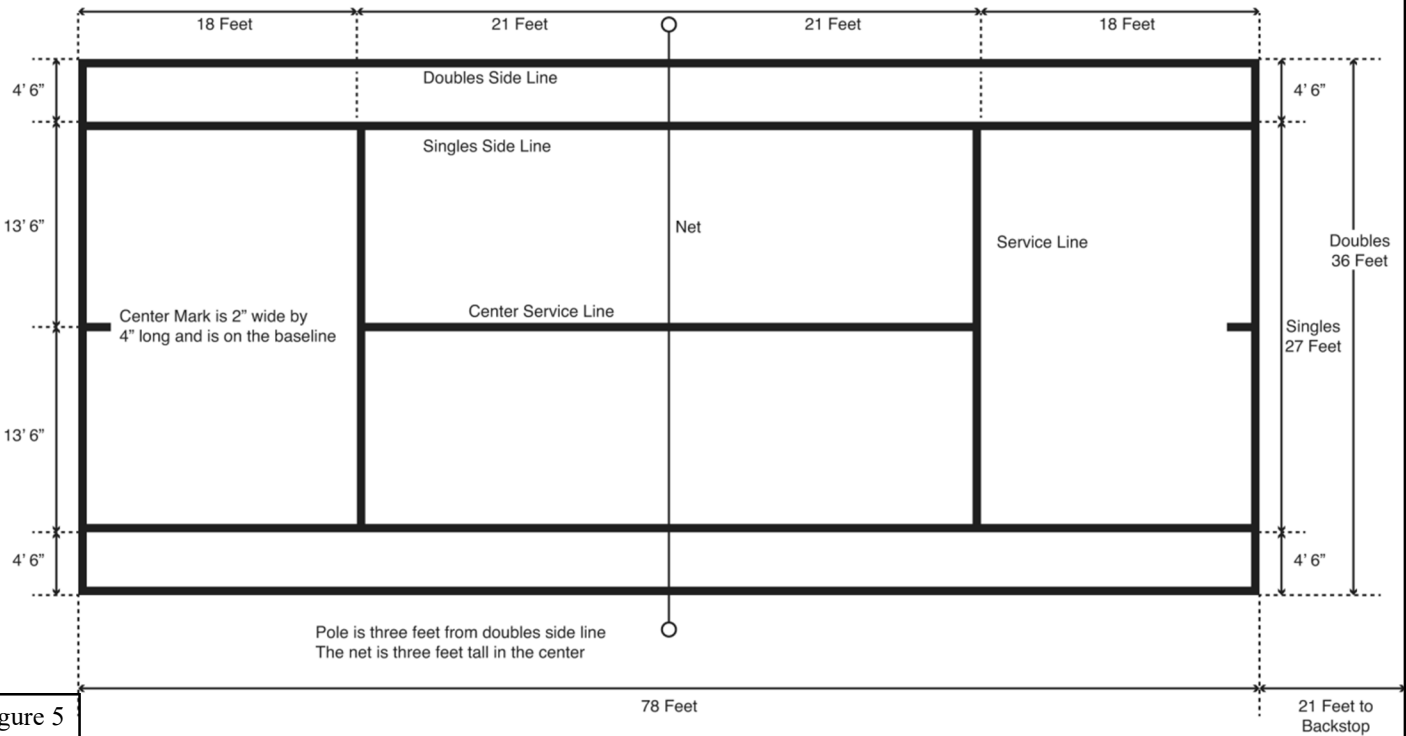 18 Feet
21 Feet
21 Feet
18 Feet
4’ 6”
Doubles Side Line
4’ 6”
Singles Side Line
13’ 6”
Net
Service Line
Doubles
36 Feet
Center Service Line
Center Mark is 2” wide by
4” long and is on the baseline
Singles
27 Feet
13’ 6”
4’ 6”
4’ 6”
Pole is three feet from doubles side line
The net is three feet tall in the center
78 Feet
21 Feet to
Backstop
gure 5